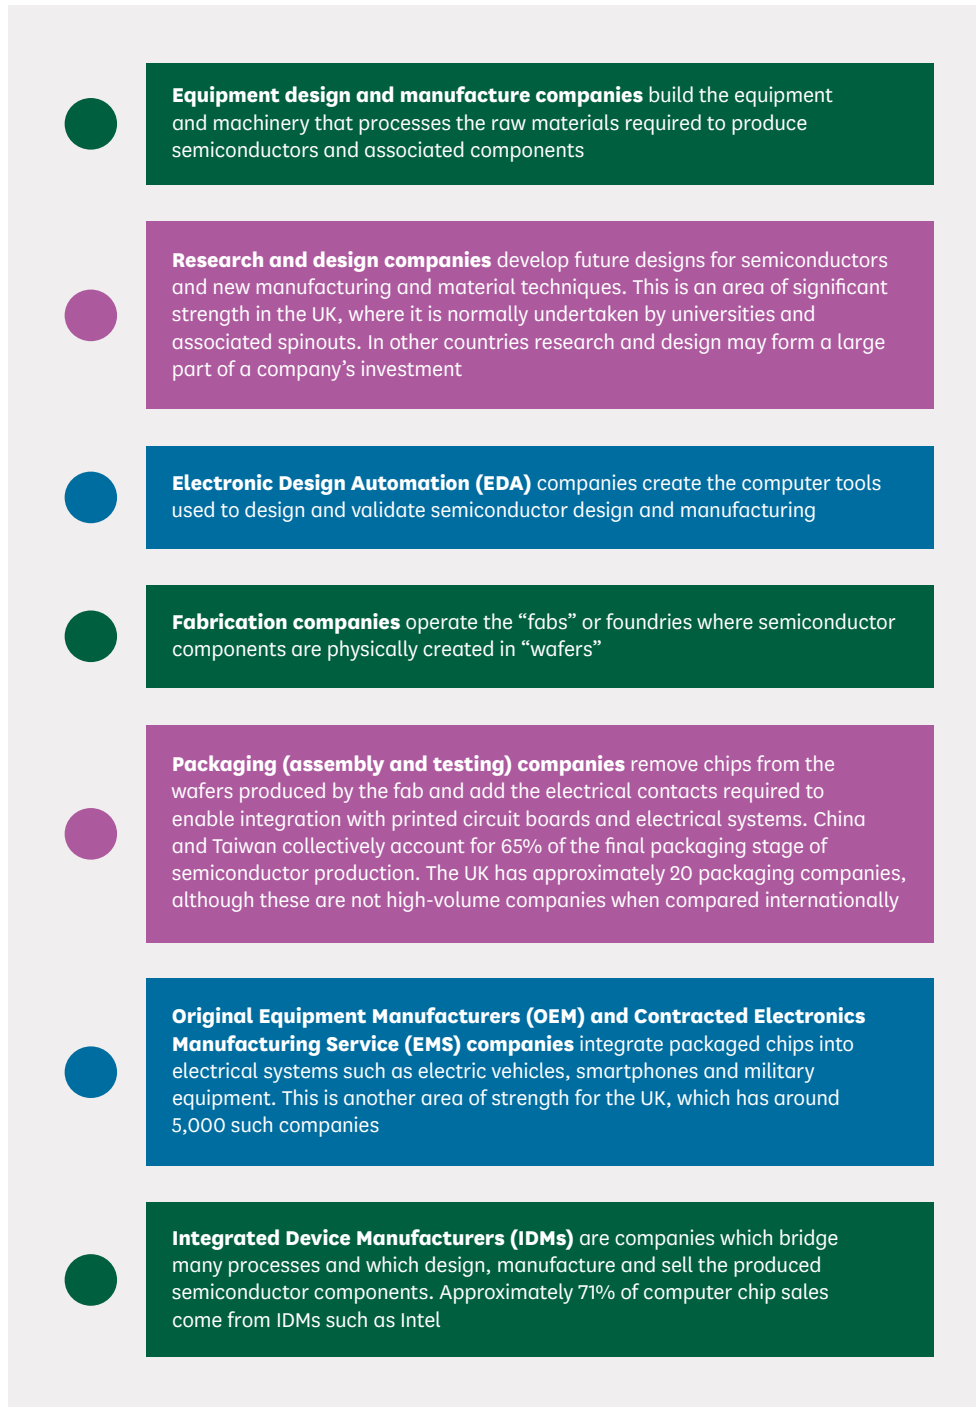 Equipment design and manufacture companies build the equipment
and machinery that processes the raw materials required to produce
semiconductors and associated components
Research and design companies develop future designs for semiconductors
and new manufacturing and material techniques. This is an area of significant
strength in the UK, where it is normally undertaken by universities and
associated spinouts. In other countries research and design may form a large
part of a company’s investment
Electronic Design Automation (EDA) companies create the computer tools
used to design and validate semiconductor design and manufacturing
Fabrication companies operate the “fabs” or foundries where semiconductor
components are physically created in “wafers”
Packaging (assembly and testing) companies remove chips from the
wafers produced by the fab and add the electrical contacts required to
enable integration with printed circuit boards and electrical systems. China
and Taiwan collectively account for 65% of the final packaging stage of
semiconductor production. The UK has approximately 20 packaging companies,
although these are not high-volume companies when compared internationally
Original Equipment Manufacturers (OEM) and Contracted Electronics
Manufacturing Service (EMS) companies integrate packaged chips into
electrical systems such as electric vehicles, smartphones and military
equipment. This is another area of strength for the UK, which has around
5,000 such companies
Integrated Device Manufacturers (IDMs) are companies which bridge
many processes and which design, manufacture and sell the produced
semiconductor components. Approximately 71% of computer chip sales
come from IDMs such as Intel